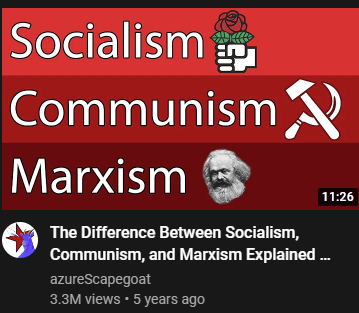 Socialism
Communism
Marxism
11:26
The Difference Between Socialism,
Communism, and Marxism Explained ...
azureScapegoat
3.3M views • 5 years ago